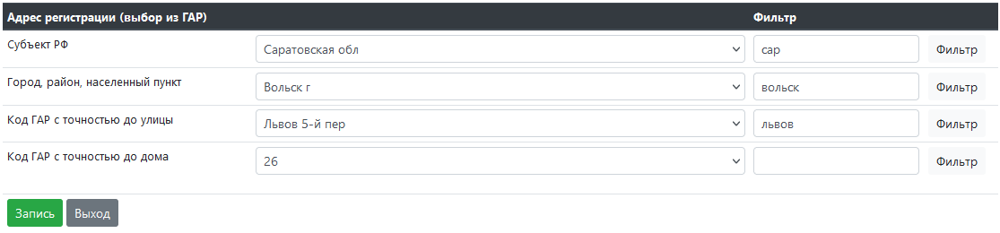 Адрес регистрации (выбор из ГАР) Фильтр
Субъект РФ Саратовская обл сар Фильтр
Город, район, населенный пункт Вольск г вольск Фильтр
Код ГАР с точностью до улицы Львов 5-й пер львов Фильтр
Код ГАР с точностью до дома 26 Фильтр
Запись Выход